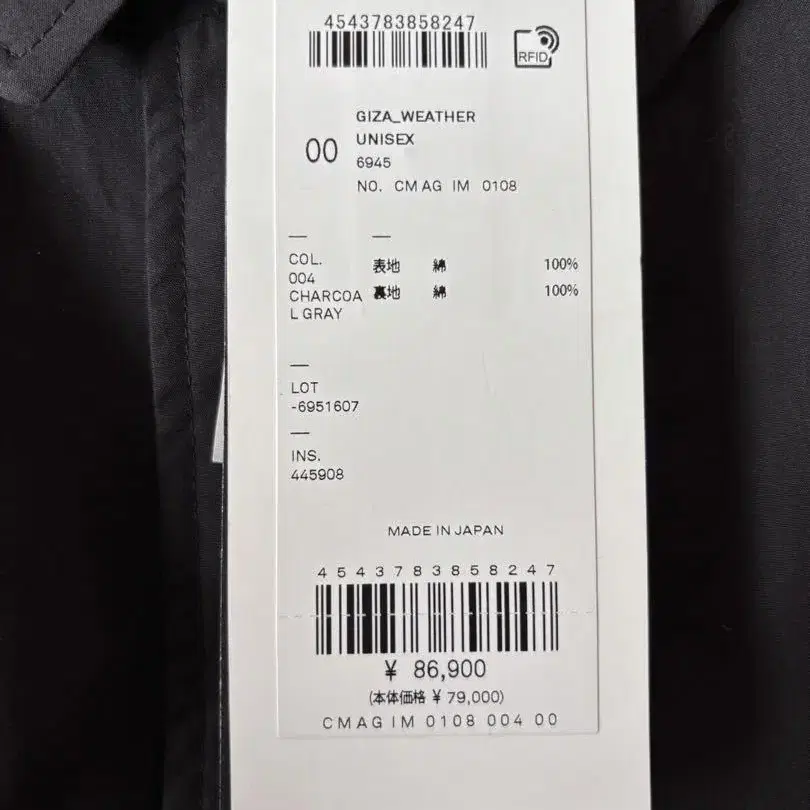 4543783858247
RFID
00
GIZA_WEATHER
UNISEX
6945
NO. CMAG IM 0108
COL.
004
CHARCOA
L GRAY
表地 綿 100%
裏地 綿 100%
LOT
-6951607
INS.
445908
MADE IN JAPAN
4543783858247
¥ 86,900
(本体価格 ¥ 79,000)
CMAGIM 0108 004 00